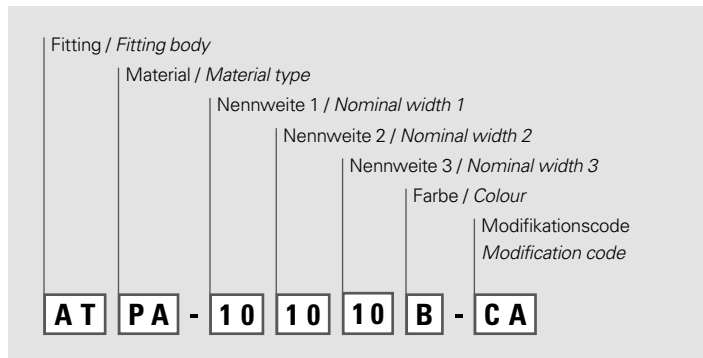 Fitting / Fitting body
Material / Material type
Nennweite 1 / Nominal width 1
Nennweite 2 / Nominal width 2
Nennweite 3 / Nominal width 3
Farbe / Colour
Modifikationscode
Modification code
AT PA - 10 10 10 B - CA